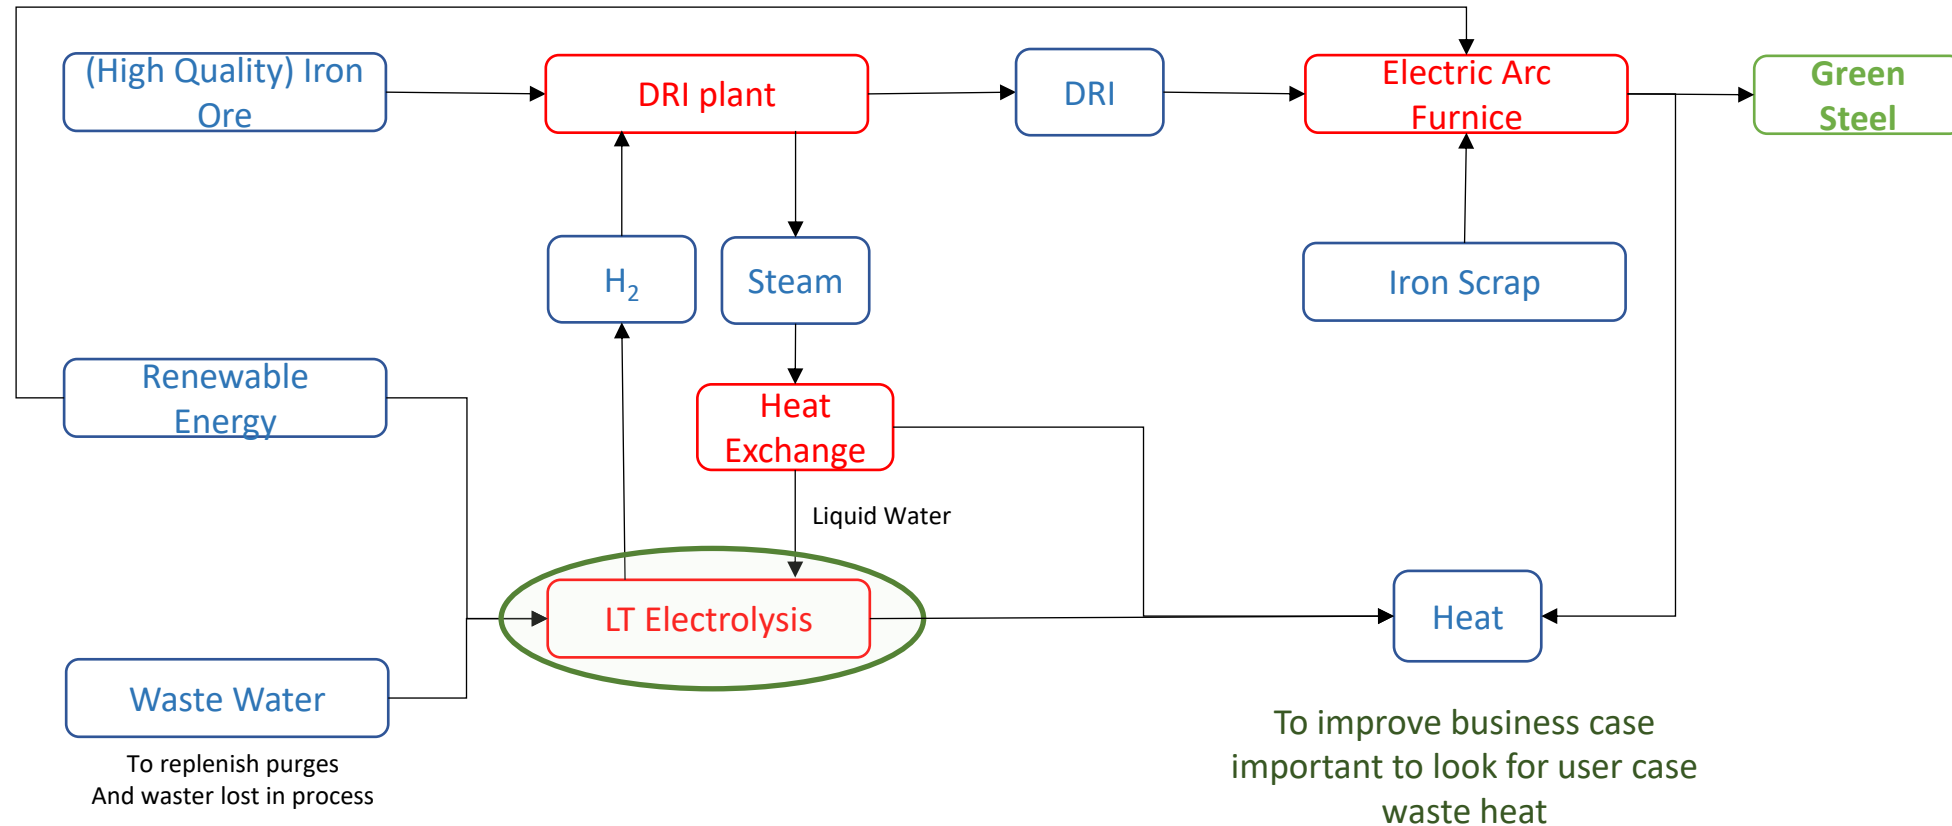 (High Quality) Iron
Ore
DRI plant
DRI
Electric Arc
Furnice
Green
Steel
H₂
Steam
Iron Scrap
Renewable
Energy
Heat
Exchange
Liquid Water
LT Electrolysis
Heat
Waste Water
To replenish purges
And waster lost in process
To improve business case
important to look for user case
waste heat